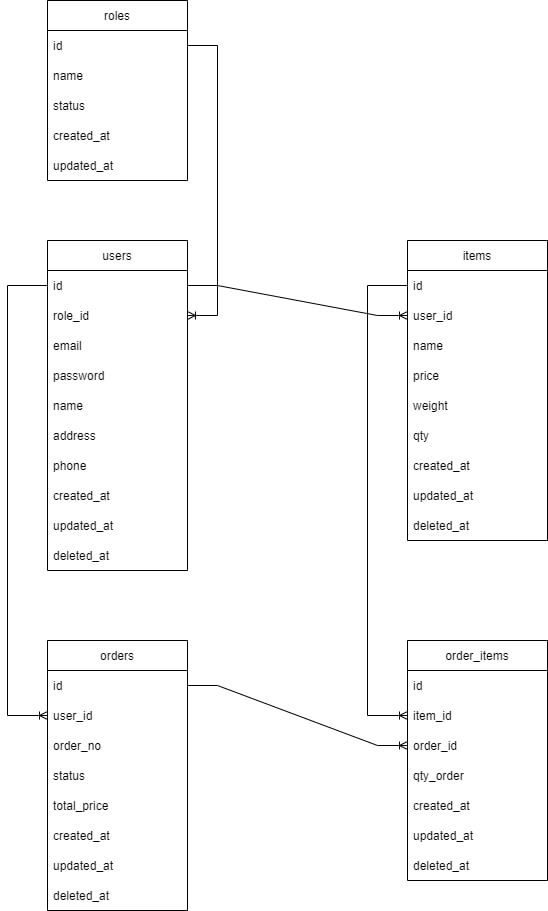 roles
id
name
status
created_at
updated_at
users
id
role_id
email
password
name
address
phone
created_at
updated_at
deleted_at
items
id
user_id
name
price
weight
qty
created_at
updated_at
deleted_at
orders
id
user_id
order_no
status
total_price
created_at
updated_at
deleted_at
order_items
id
item_id
order_id
qty_order
created_at
updated_at
deleted_at